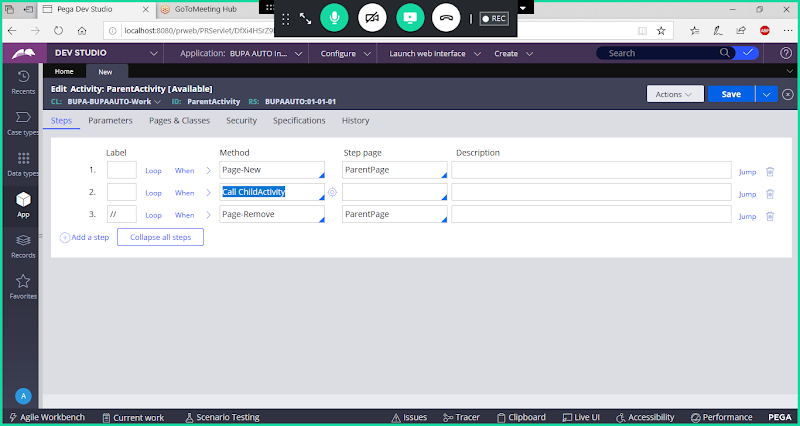 Pega Dev Studio
GoToMeeting Hub
localhost:8080/prweb/PRServlet/DfXi4HSrZ9
REC
DEV STUDIO
Application: BUPA AUTO In...
Configure
Launch web interface
Create
Search
Home
New
Edit Activity: ParentActivity [Available]
CL: BUPA-BUPAAUTO-Work ID: ParentActivity RS: BUPAAUTO:01-01-01
Actions
Save
Recents
Case types
Data types
App
Records
Favorites
Steps
Parameters
Pages & Classes
Security
Specifications
History
Label Method Step page Description
1. Loop When Page-New ParentPage Jump
2. Loop When Call ChildActivity Jump
3. // Loop When Page-Remove ParentPage Jump
Add a step
Collapse all steps
A
Agile Workbench
Current work
Scenario Testing
Issues
Tracer
Clipboard
Live UI
Accessibility
Performance
PEGA